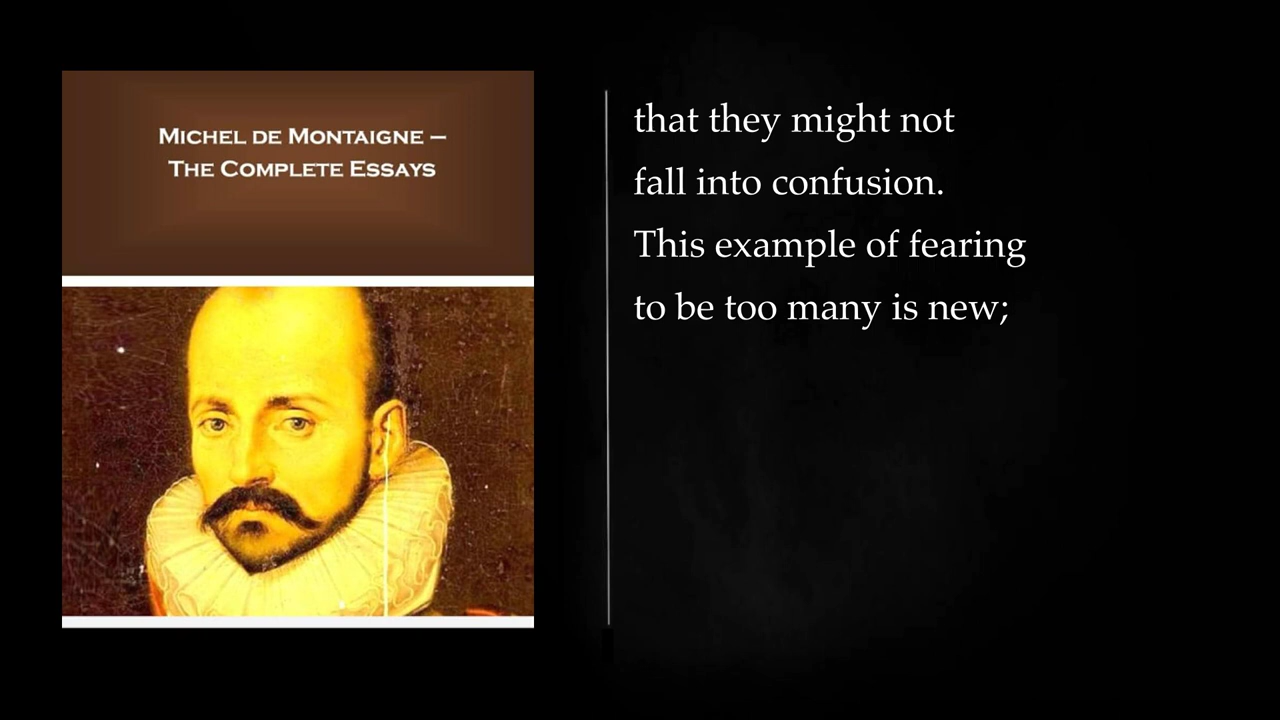 MICHEL DE MONTAIGNE –
THE COMPLETE ESSAYS
that they might not
fall into confusion.
This example of fearing
to be too many is new;